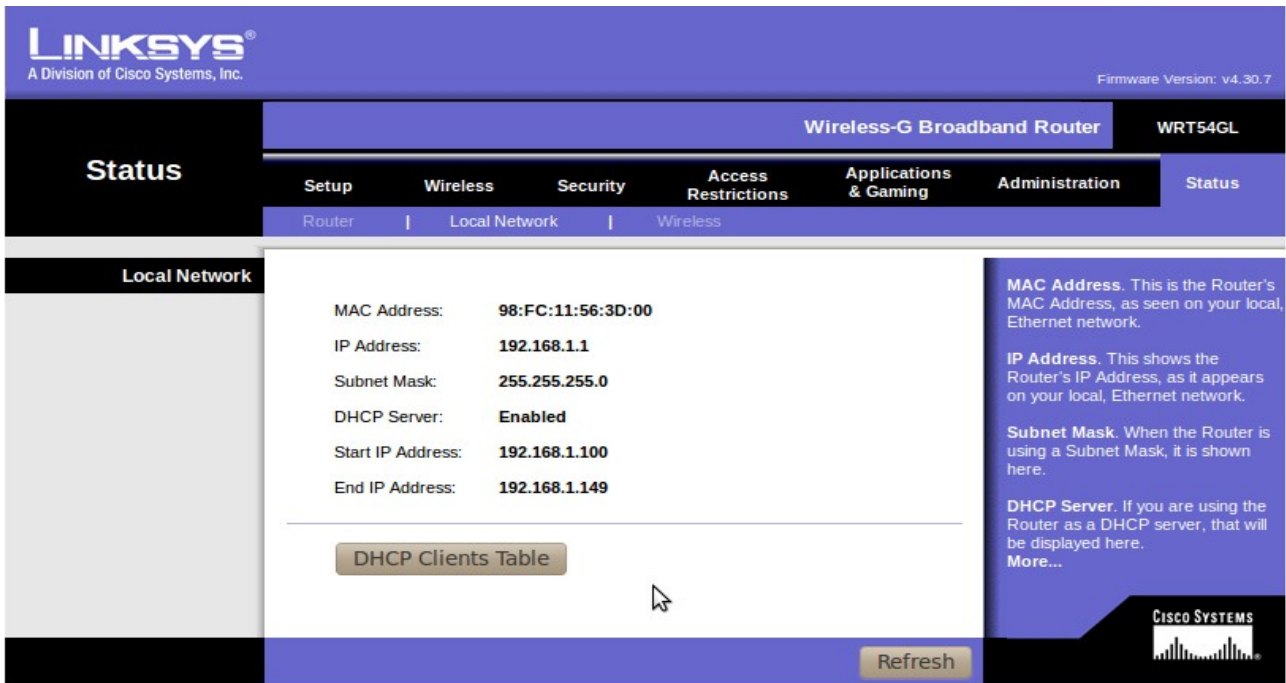 LINKSYS®
A Division of Cisco Systems, Inc.
Firmware Version: v4.30.7
Wireless-G Broadband Router
WRT54GL
Status
Setup
Wireless
Security
Access
Restrictions
Applications
& Gaming
Administration
Status
Router | Local Network | Wireless
Local Network
MAC Address: 98:FC:11:56:3D:00
IP Address: 192.168.1.1
Subnet Mask: 255.255.255.0
DHCP Server: Enabled
Start IP Address: 192.168.1.100
End IP Address: 192.168.1.149
DHCP Clients Table
MAC Address. This is the Router's
MAC Address, as seen on your local,
Ethernet network.
IP Address. This shows the
Router's IP Address, as it appears
on your local, Ethernet network.
Subnet Mask. When the Router is
using a Subnet Mask, it is shown
here.
DHCP Server. If you are using the
Router as a DHCP server, that will
be displayed here.
More...
Refresh
CISCO SYSTEMS
®